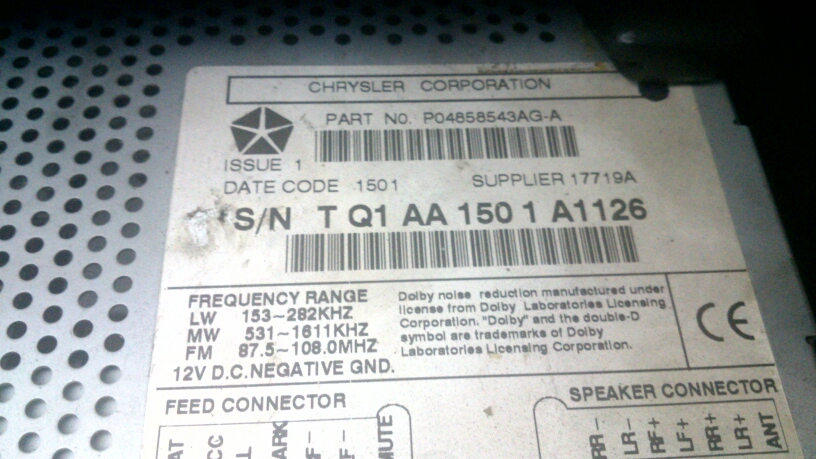 CHRYSLER CORPORATION
PART NO. P04858543AG-A
ISSUE 1
DATE CODE 1501 SUPPLIER 17719A
S/N T Q1 AA 150 1 A1126
FREQUENCY RANGE
LW 153~282KHZ
MW 531~1611KHZ
FM 87.5~108.0MHZ
12V D.C.NEGATIVE GND.
Dolby noise reduction manufactured under
license from Dolby Laboratories Licensing
Corporation. "Dolby" and the double-D
symbol are trademarks of Dolby
Laboratories Licensing Corporation.
CE
FEED CONNECTOR
SPEAKER CONNECTOR
RR-
LR-
RF+
LF+
RR+
LR+
ANT